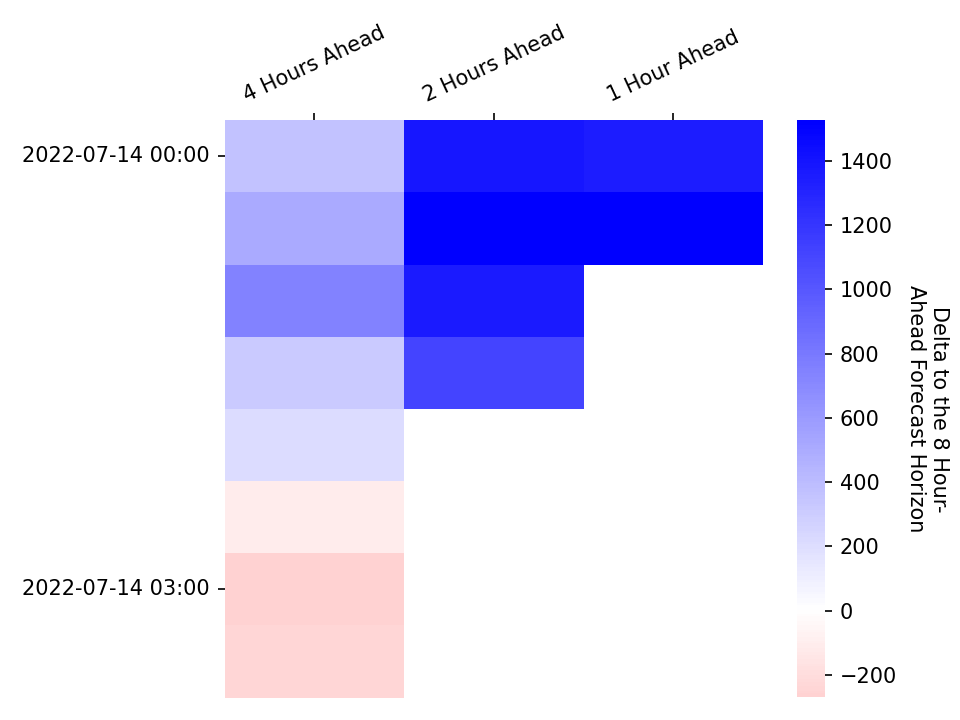 4 Hours Ahead
2 Hours Ahead
1 Hour Ahead
2022-07-14 00:00
2022-07-14 03:00
1400
1200
1000
800
600
400
200
0
−200
Delta to the 8 Hour-
Ahead Forecast Horizon